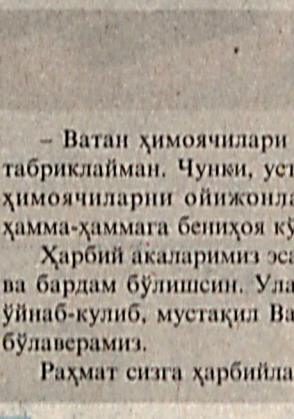 – Ватан ҳимоячилари
табриклайман. Чунки, уст
ҳимоячиларни ойижонла
ҳамма-ҳаммага бениҳоя кў
Ҳарбий акаларимиз эса
ва бардам бўлишсин. Ула
ўйнаб-кулиб, мустақил Ва
бўлаверамиз.
Раҳмат сизга ҳарбийла